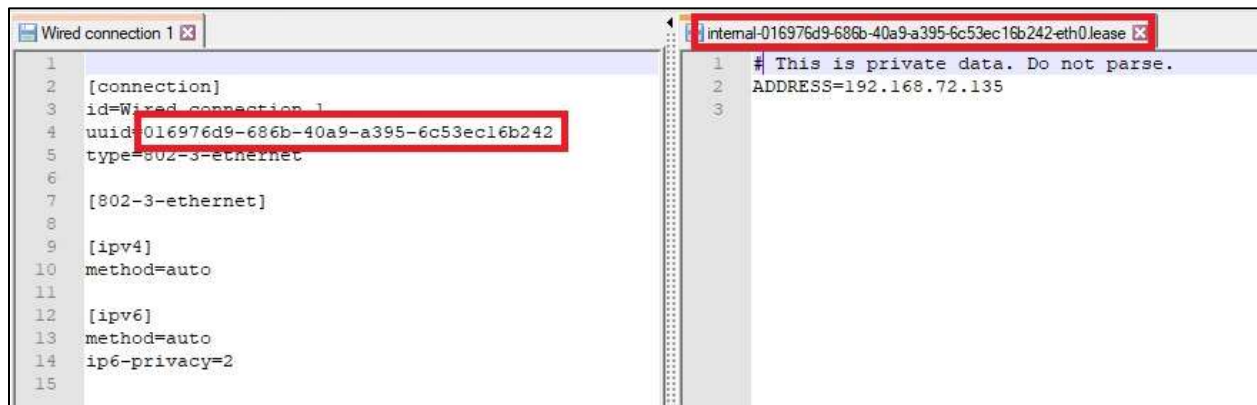 Wired connection 1
1
2 [connection]
3 id=Wired connection 1
4 uuid=016976d9-686b-40a9-a395-6c53ec16b242
5 type=802-3-ethernet
6
7 [802-3-ethernet]
8
9 [ipv4]
10 method=auto
11
12 [ipv6]
13 method=auto
14 ip6-privacy=2
15
internal-016976d9-686b-40a9-a395-6c53ec16b242-eth0.lease
1 # This is private data. Do not parse.
2 ADDRESS=192.168.72.135
3